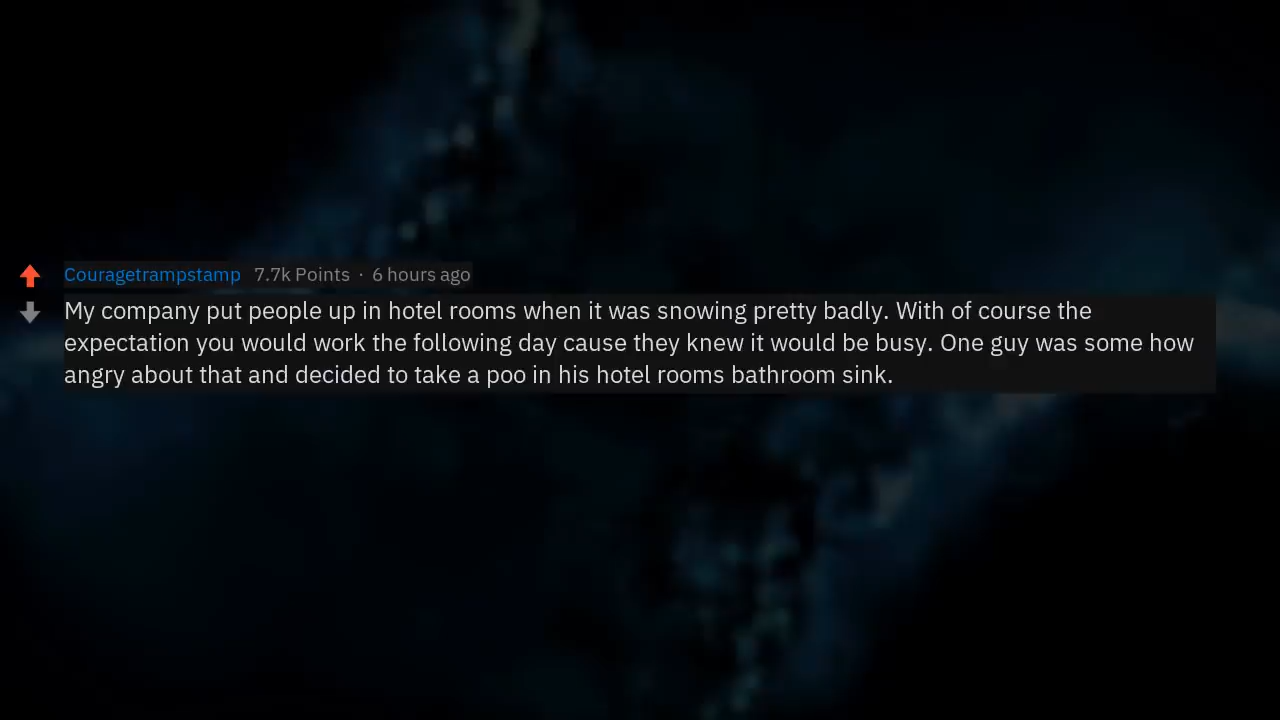 Couragetrampstamp 7.7k Points · 6 hours ago
My company put people up in hotel rooms when it was snowing pretty badly. With of course the
expectation you would work the following day cause they knew it would be busy. One guy was some how
angry about that and decided to take a poo in his hotel rooms bathroom sink.